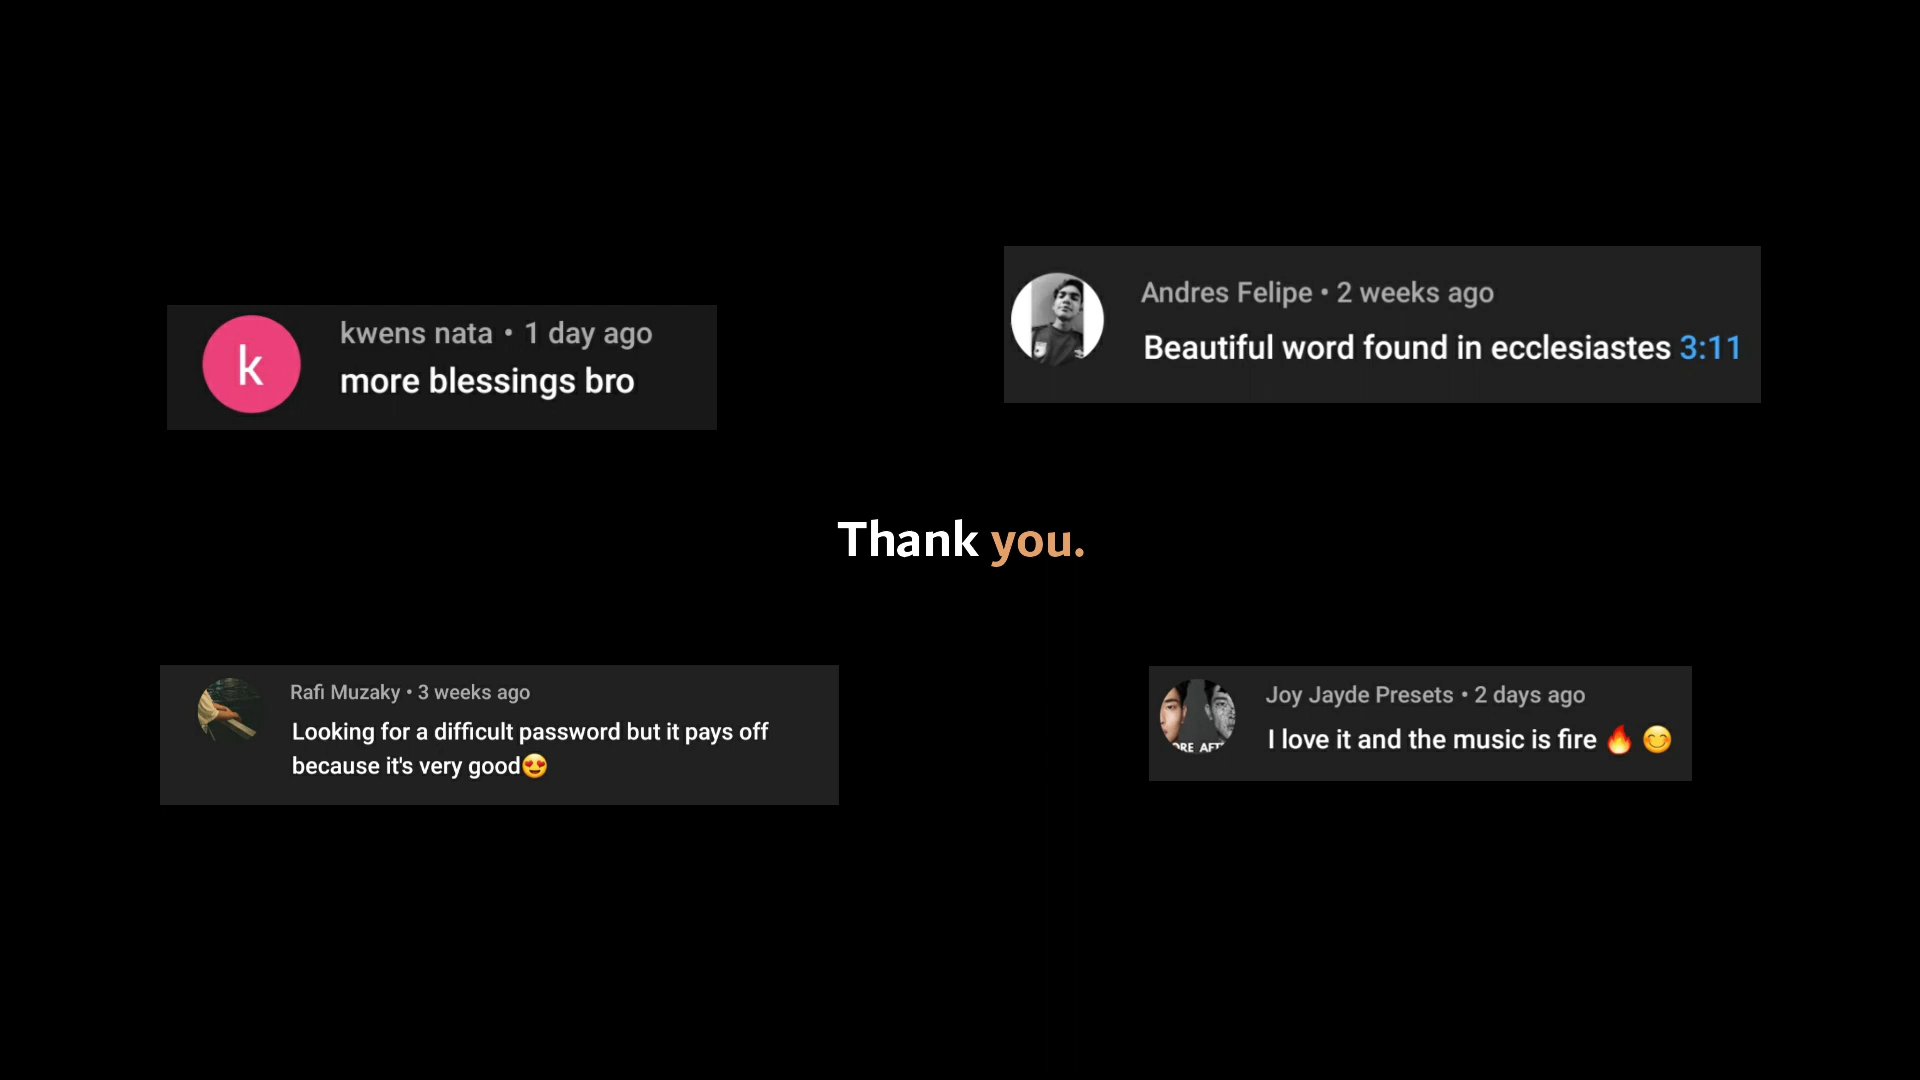 kwens nata • 1 day ago
more blessings bro
Andres Felipe • 2 weeks ago
Beautiful word found in ecclesiastes 3:11
Thank you.
Rafi Muzaky • 3 weeks ago
Looking for a difficult password but it pays off
because it's very good😍
Joy Jayde Presets • 2 days ago
I love it and the music is fire 🔥 😊
k